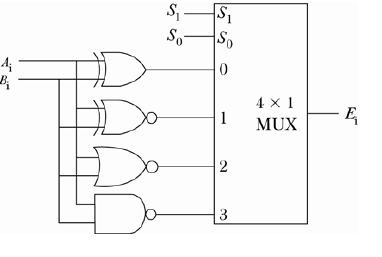 S₁ S₁
S₀ S₀
Aᵢ
Bᵢ
0
1
2
3
4 × 1
MUX
Eᵢ